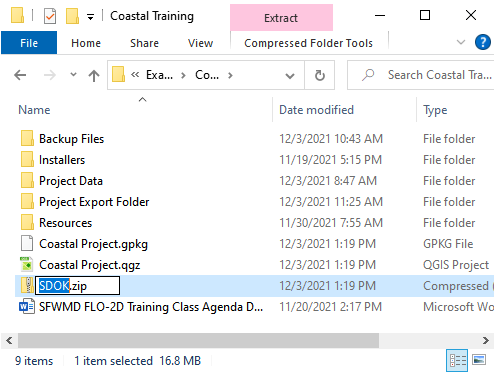 Coastal Training
Extract
File
Compressed Folder Tools
« Exa... > Co... >
Search Coastal Tra...
Name Date modified Type
Backup Files 12/3/2021 10:43 AM File folder
Installers 11/19/2021 5:15 PM File folder
Project Data 12/3/2021 8:47 AM File folder
Project Export Folder 12/3/2021 11:25 AM File folder
Resources 11/30/2021 7:55 AM File folder
Coastal Project.gpkg 12/3/2021 1:19 PM GPKG File
Coastal Project.qgz 12/3/2021 1:19 PM QGIS Project
SDOK.zip 12/3/2021 1:19 PM Compressed (
SFWMD FLO-2D Training Class Agenda D... 11/20/2021 2:17 PM Microsoft Wo
9 items 1 item selected 16.8 MB